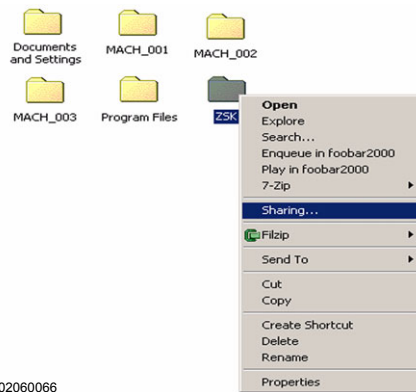 Documents
and Settings
MACH_001
MACH_002
MACH_003
Program Files
ZSK
Open
Explore
Search...
Enqueue in foobar2000
Play in foobar2000
7-Zip
Sharing...
Filzip
Send To
Cut
Copy
Create Shortcut
Delete
Rename
Properties
02060066